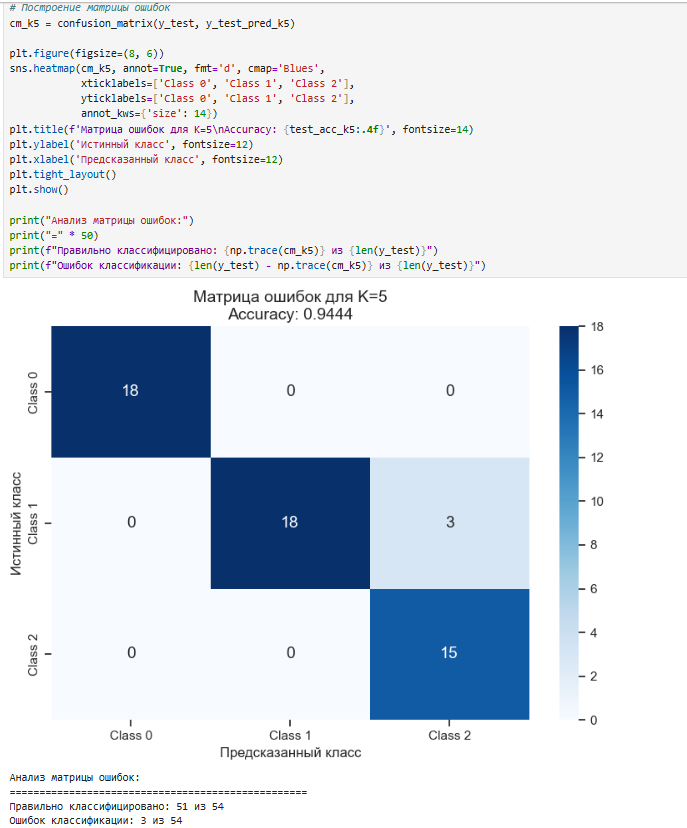 # Построение матрицы ошибок
cm_k5 = confusion_matrix(y_test, y_test_pred_k5)
plt.figure(figsize=(8, 6))
sns.heatmap(cm_k5, annot=True, fmt='d', cmap='Blues',
xticklabels=['Class 0', 'Class 1', 'Class 2'],
yticklabels=['Class 0', 'Class 1', 'Class 2'],
annot_kws={'size': 14})
plt.title(f'Матрица ошибок для K=5\nAccuracy: {test_acc_k5:.4f}', fontsize=14)
plt.ylabel('Истинный класс', fontsize=12)
plt.xlabel('Предсказанный класс', fontsize=12)
plt.tight_layout()
plt.show()
print("Анализ матрицы ошибок:")
print("=" * 50)
print(f"Правильно классифицировано: {np.trace(cm_k5)} из {len(y_test)}")
print(f"Ошибок классификации: {len(y_test) - np.trace(cm_k5)} из {len(y_test)}")
Матрица ошибок для K=5
Accuracy: 0.9444
Истинный класс
Class 0
18
0
0
Class 1
0
18
3
Class 2
0
0
15
Class 0
Class 1
Class 2
Предсказанный класс
18
16
14
12
10
8
6
4
2
0
Анализ матрицы ошибок:
==================================================
Правильно классифицировано: 51 из 54
Ошибок классификации: 3 из 54